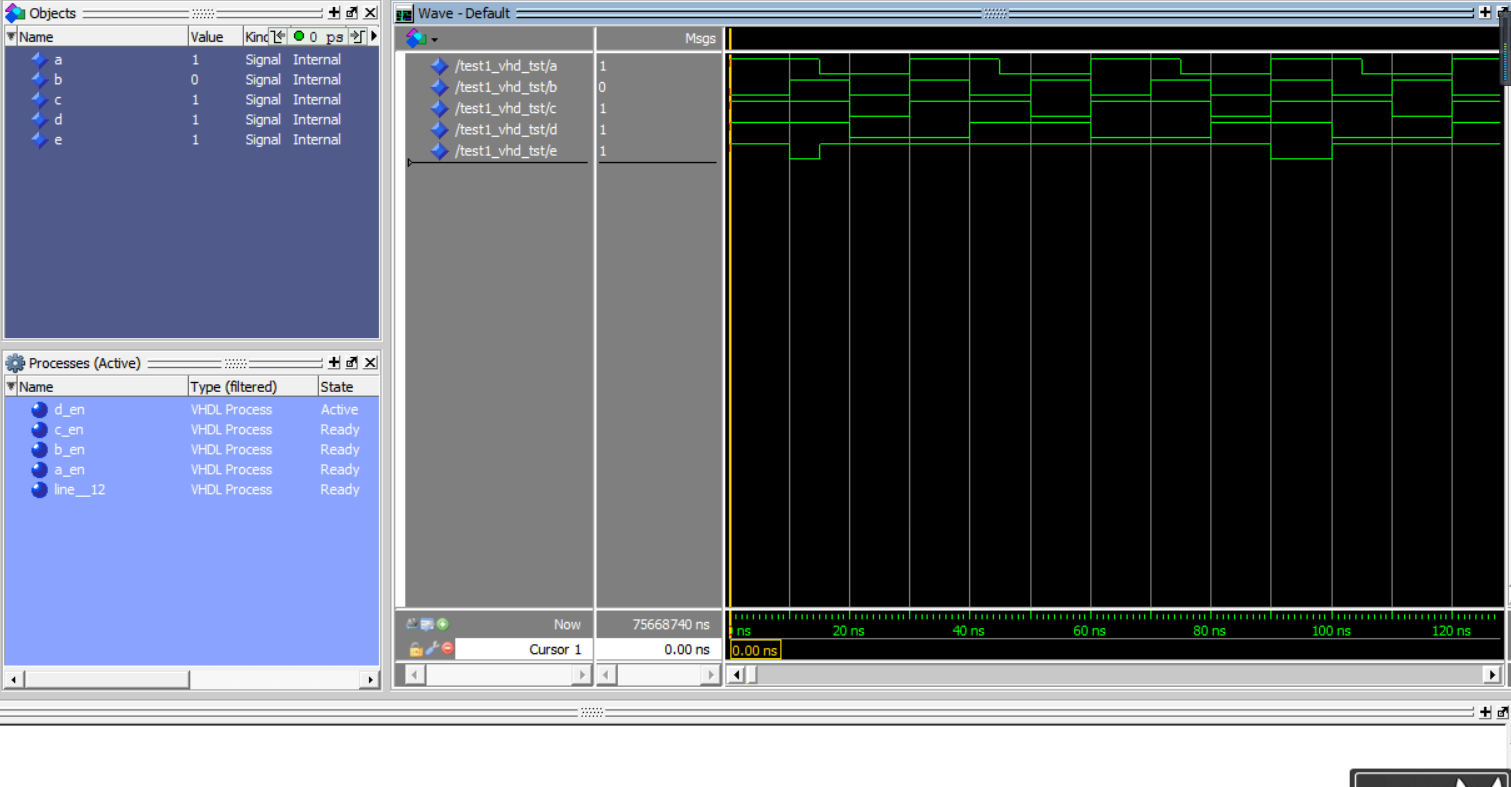 Objects
Name Value Kind 0 ps
a 1 Signal Internal
b 0 Signal Internal
c 1 Signal Internal
d 1 Signal Internal
e 1 Signal Internal
Processes (Active)
Name Type (filtered) State
d_en VHDL Process Active
c_en VHDL Process Ready
b_en VHDL Process Ready
a_en VHDL Process Ready
line__12 VHDL Process Ready
Wave - Default
Msgs
/test1_vhd_tst/a 1
/test1_vhd_tst/b 0
/test1_vhd_tst/c 1
/test1_vhd_tst/d 1
/test1_vhd_tst/e 1
Now 75668740 ns
ns 20 ns 40 ns 60 ns 80 ns 100 ns 120 ns
Cursor 1 0.00 ns 0.00 ns